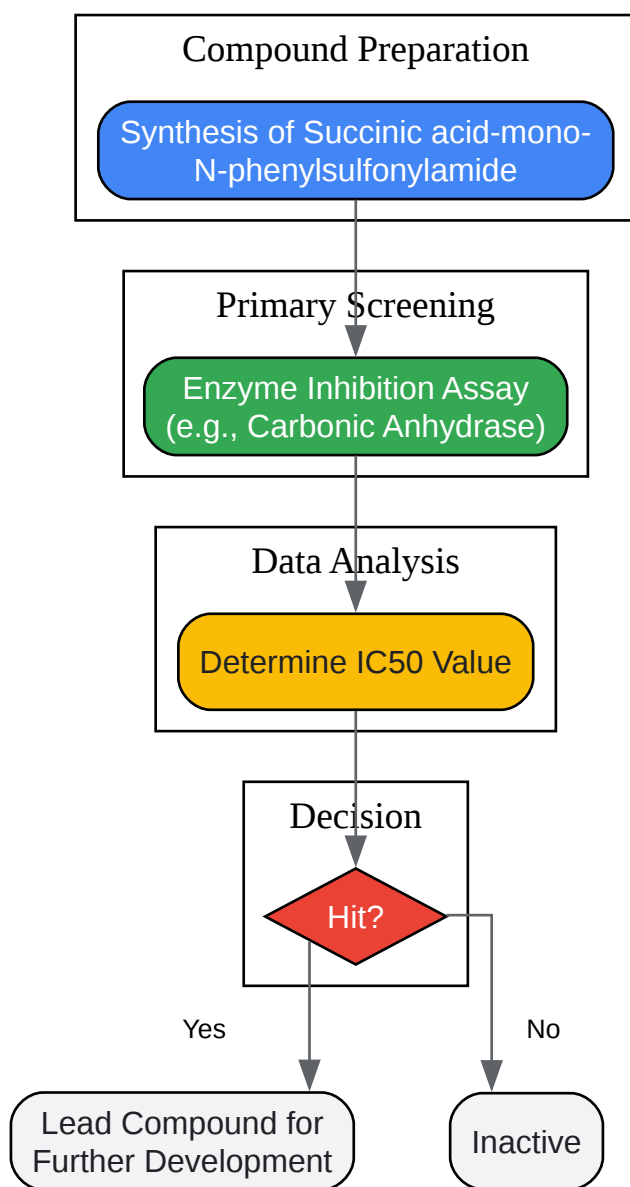 Compound Preparation
Synthesis of Succinic acid-mono-
N-phenylsulfonylamide
Primary Screening
Enzyme Inhibition Assay
(e.g., Carbonic Anhydrase)
Data Analysis
Determine IC50 Value
Decision
Hit?
Yes
No
Lead Compound for
Further Development
Inactive